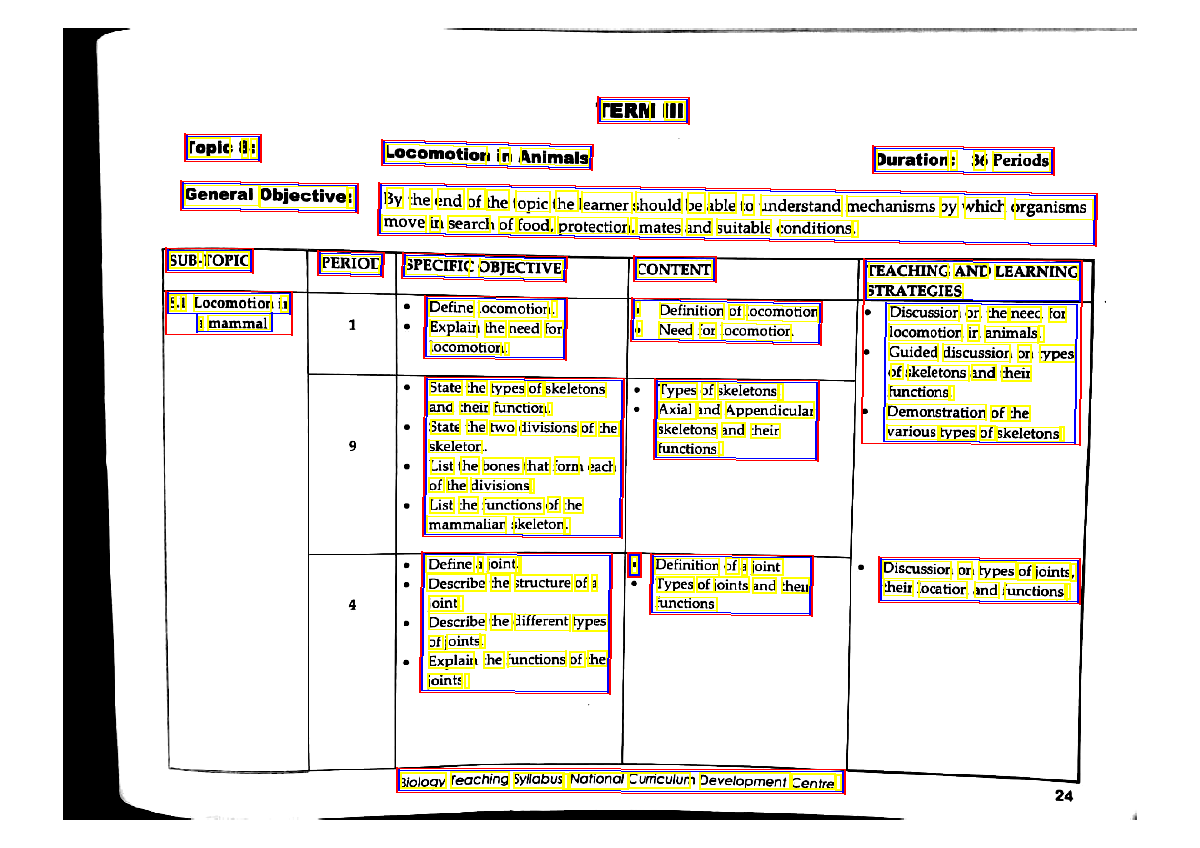 TERM III
Topic 8:
Locomotion in Animals
Duration: 36 Periods
General Objective:
By the end of the topic the learner should be able to understand mechanisms by which organisms
move in search of food, protection, mates and suitable conditions.
SUB-TOPIC
PERIOD
SPECIFIC OBJECTIVE
CONTENT
TEACHING AND LEARNING
STRATEGIES
8.1 Locomotion in
a mammal
1
• Define locomotion.
• Explain the need for
locomotion.
• Definition of locomotion
• Need for locomotion.
• Discussion on the need for
locomotion in animals.
• Guided discussion on types
of skeletons and their
functions.
• Demonstration of the
various types of skeletons
9
• State the types of skeletons
and their function.
• State the two divisions of the
skeleton.
• List the bones that form each
of the divisions
• List the functions of the
mammalian skeleton.
• Types of skeletons
• Axial and Appendicular
skeletons and their
functions
4
• Define a joint.
• Describe the structure of a
joint
• Describe the different types
of joints.
• Explain the functions of the
joints
• Definition of a joint
• Types of joints and their
functions
• Discussion on types of joints,
their location and functions
Biology Teaching Syllabus National Curriculum Development Centre
24